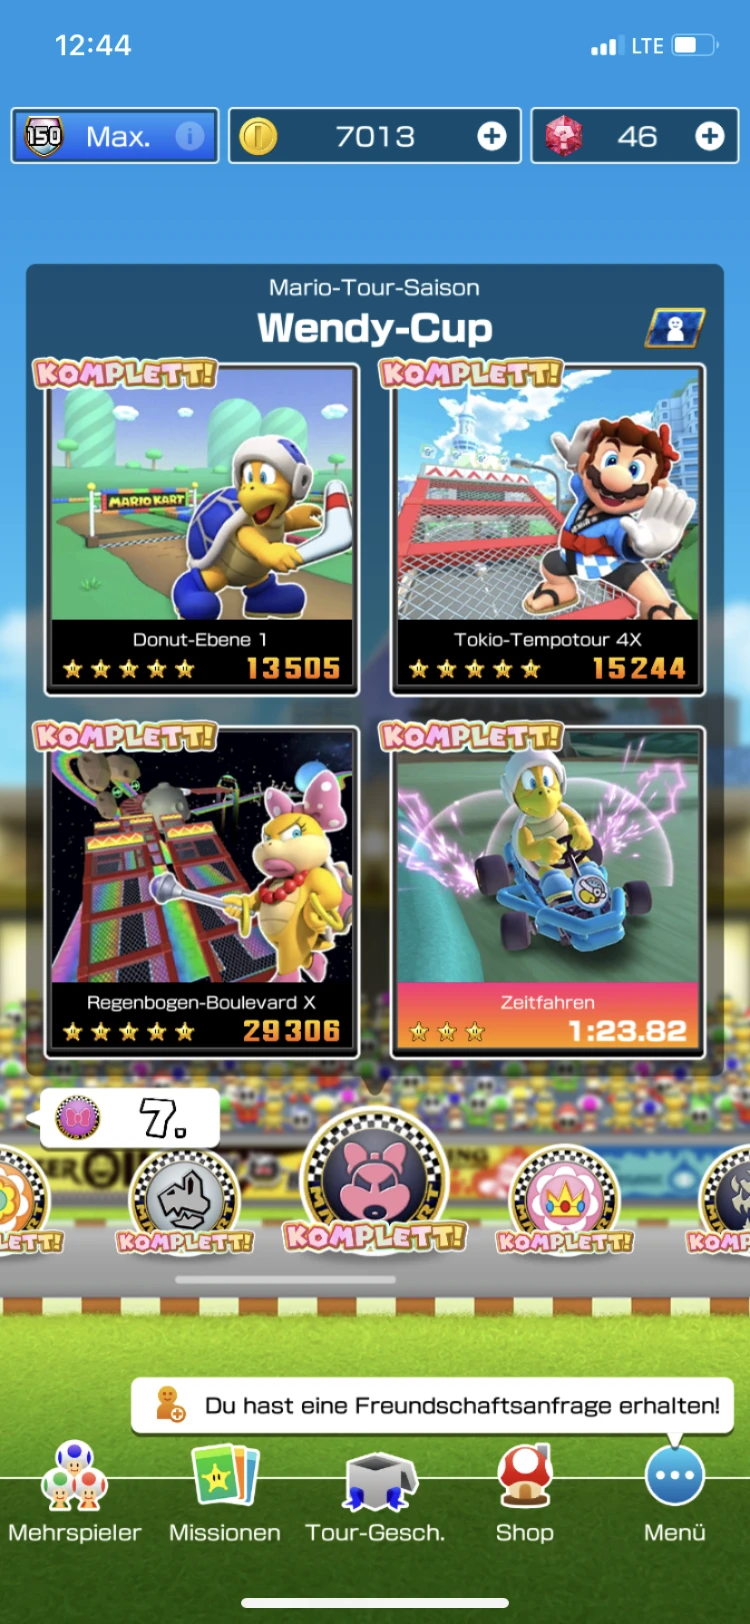 12:44
LTE
150 Max. i
7013
46
Mario-Tour-Saison
Wendy-Cup
KOMPLETT!
KOMPLETT!
MARIO KART
Donut-Ebene 1
13505
Tokio-Tempotour 4X
15244
KOMPLETT!
KOMPLETT!
Regenbogen-Boulevard X
29306
Zeitfahren
1:23.82
7.
KOMPLETT!
KOMPLETT!
KOMPLETT!
Du hast eine Freundschaftsanfrage erhalten!
Mehrspieler
Missionen
Tour-Gesch.
Shop
Menü